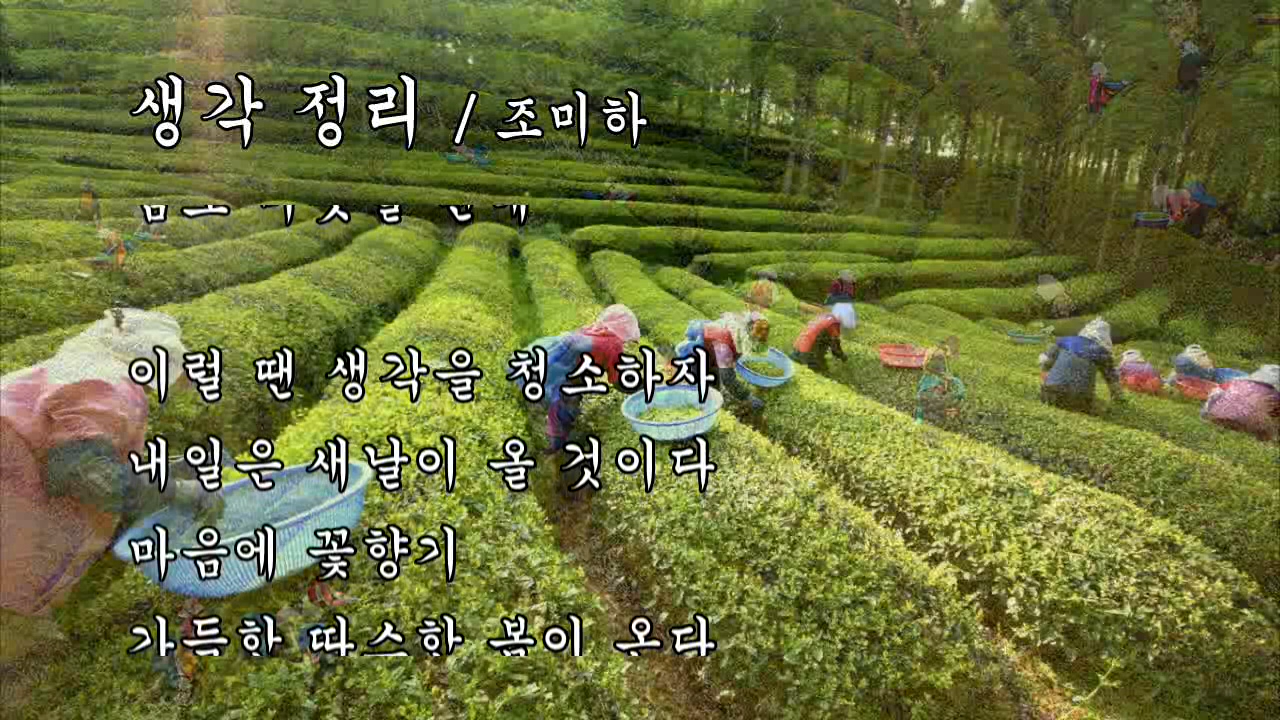 생각 정리 / 조미하
이럴 땐 생각을 청소하자
내일은 새날이 올 것이다
마음에 꽃향기
가득한 따스한 봄이 온다